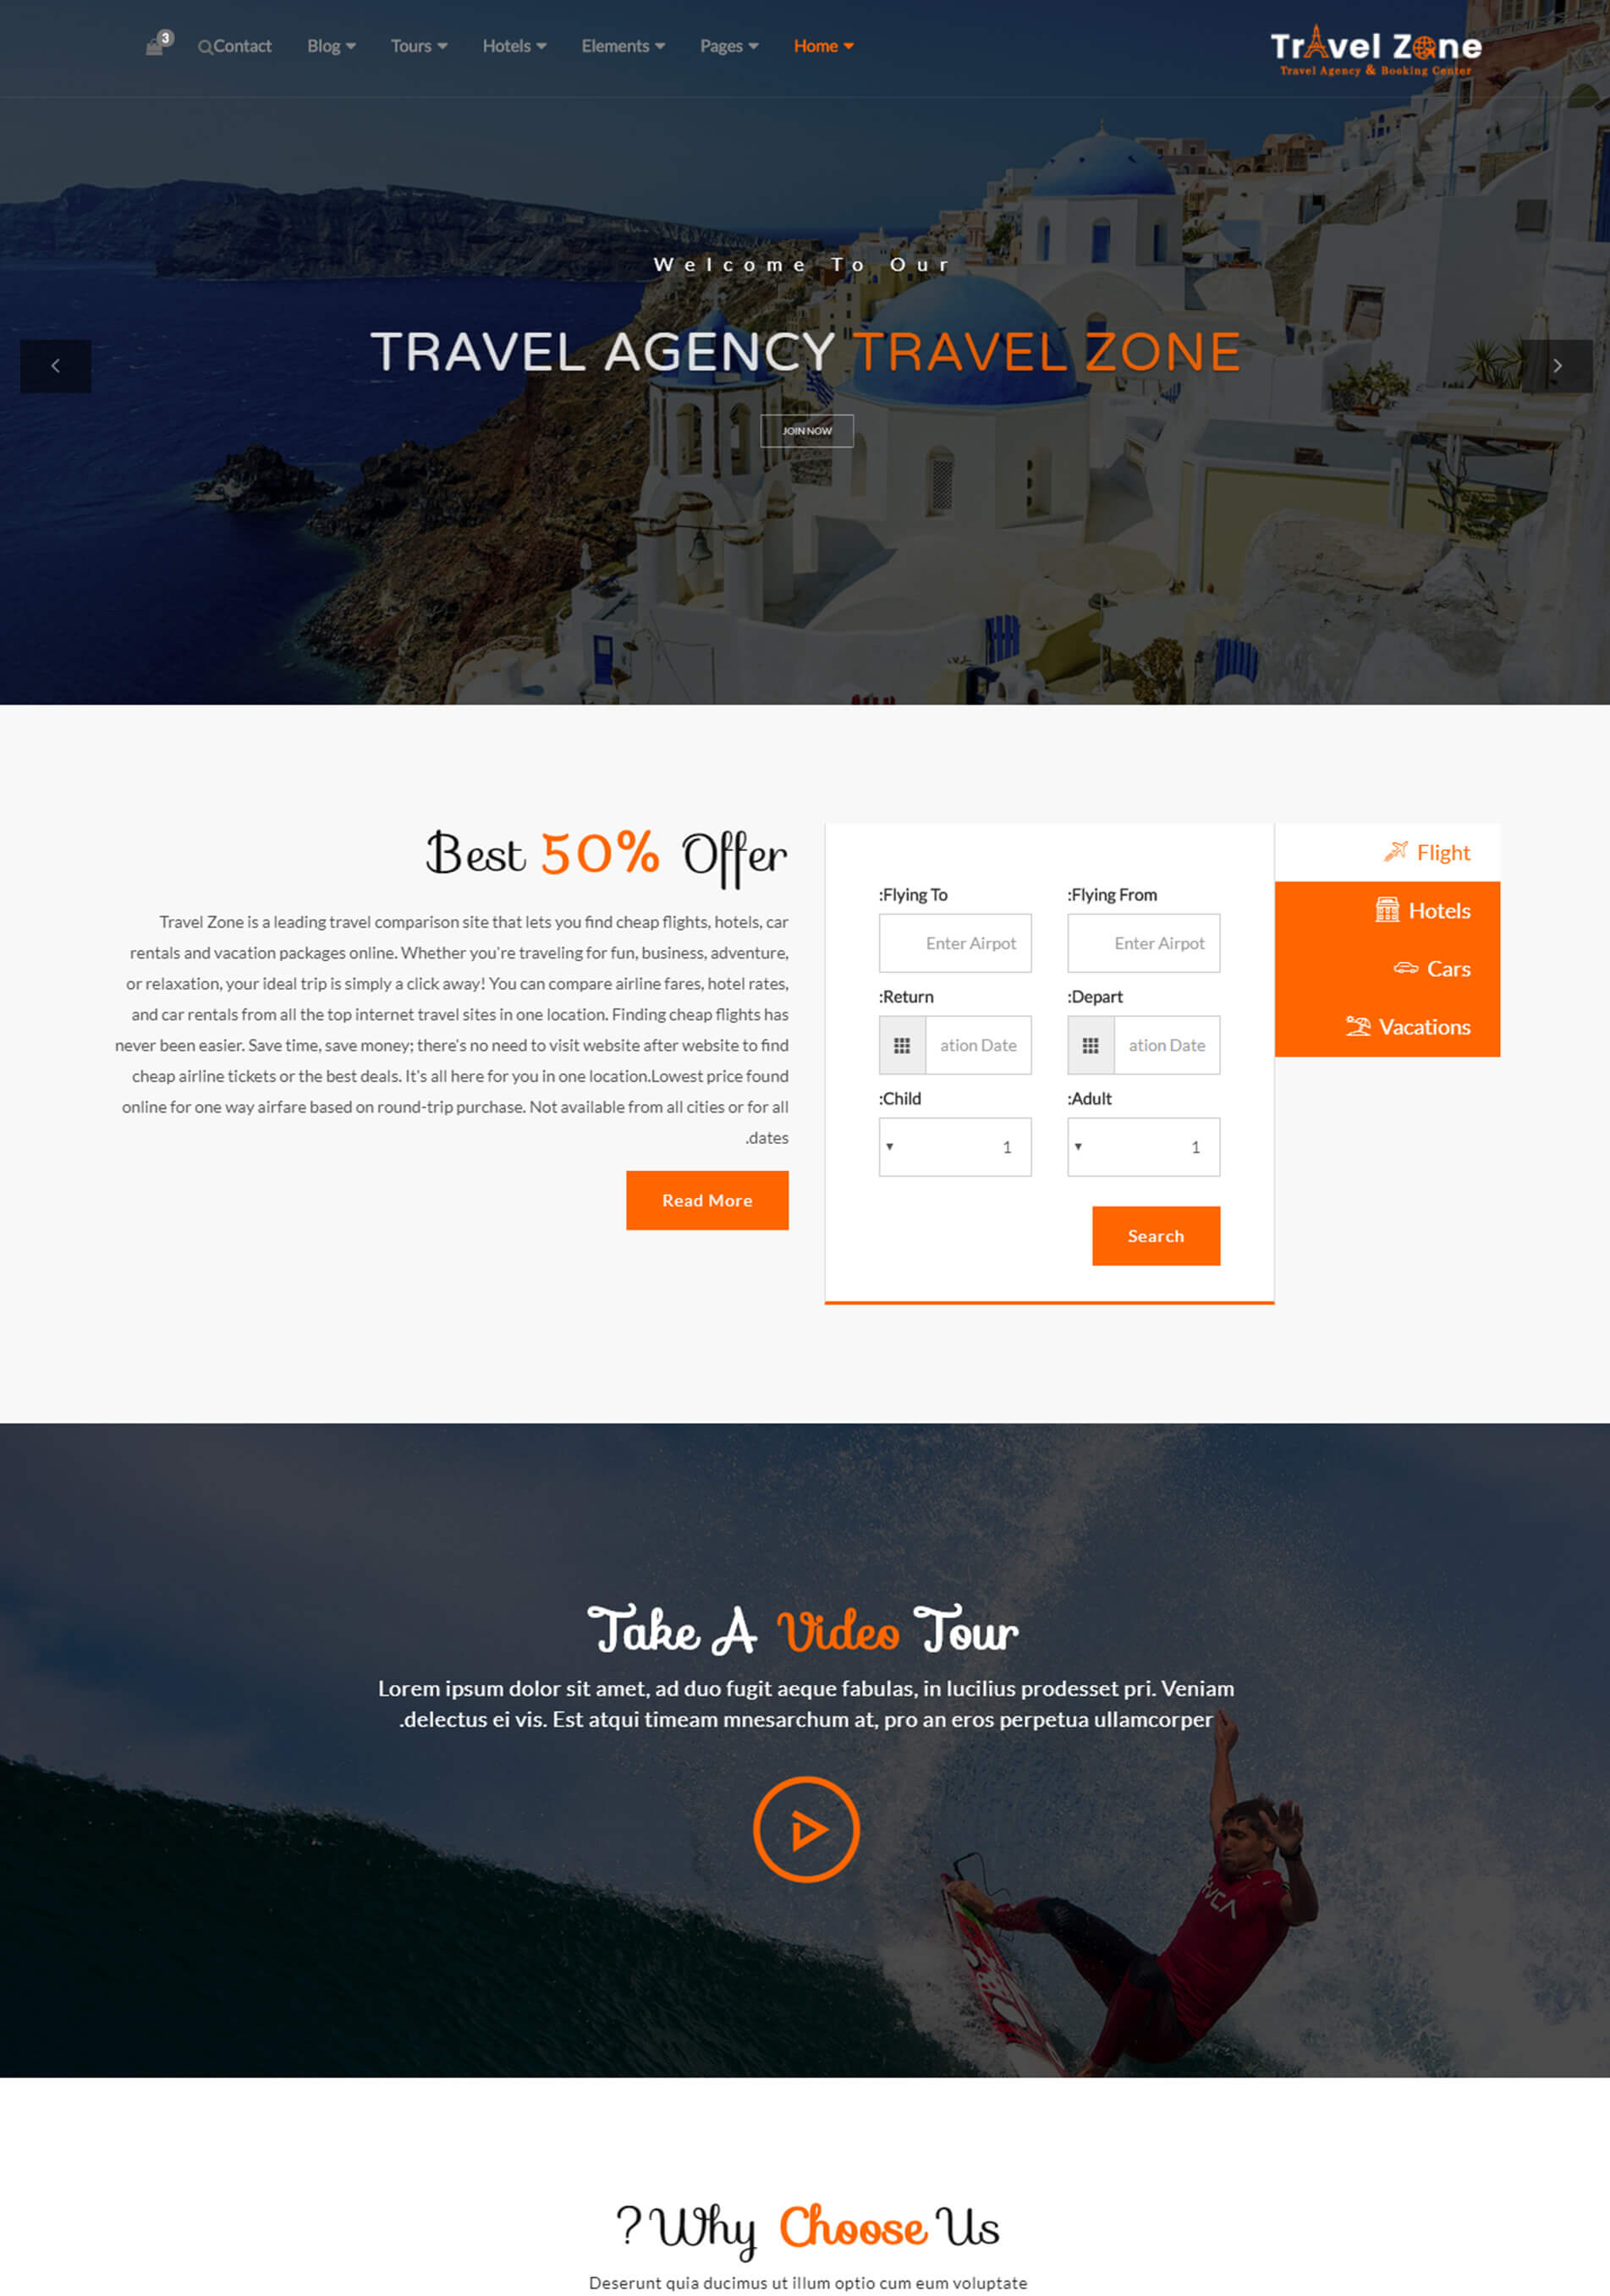 3
Contact
Blog
Tours
Hotels
Elements
Pages
Home
Travel Zone
Travel Agency & Booking Center
Welcome To Our
TRAVEL AGENCY TRAVEL ZONE
JOIN NOW
Best 50% Offer
Travel Zone is a leading travel comparison site that lets you find cheap flights, hotels, car
rentals and vacation packages online. Whether you're traveling for fun, business, adventure,
or relaxation, your ideal trip is simply a click away! You can compare airline fares, hotel rates,
and car rentals from all the top internet travel sites in one location. Finding cheap flights has
never been easier. Save time, save money; there's no need to visit website after website to find
cheap airline tickets or the best deals. It's all here for you in one location.Lowest price found
online for one way airfare based on round-trip purchase. Not available from all cities or for all
.dates
Read More
:Flying To
:Flying From
Enter Airpot
Enter Airpot
:Return
:Depart
ation Date
ation Date
:Child
:Adult
1
1
Search
Flight
Hotels
Cars
Vacations
Take A Video Tour
Lorem ipsum dolor sit amet, ad duo fugit aeque fabulas, in lucilius prodesset pri. Veniam
.delectus ei vis. Est atqui timeam mnesarchum at, pro an eros perpetua ullamcorper
RVCA
? Why Choose Us
Deserunt quia ducimus ut illum optio cum eum voluptate